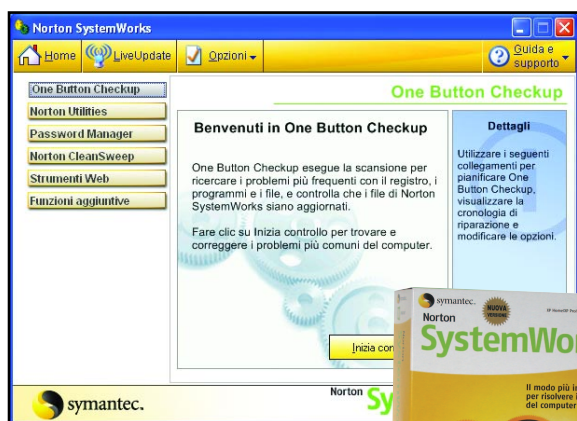 Norton SystemWorks
Home
LiveUpdate
Opzioni
Guida e
supporto
One Button Checkup
Norton Utilities
Password Manager
Norton CleanSweep
Strumenti Web
Funzioni aggiuntive
One Button Checkup
Benvenuti in One Button Checkup
One Button Checkup esegue la scansione per
ricercare i problemi più frequenti con il registro, i
programmi e i file, e controlla che i file di Norton
SystemWorks siano aggiornati.
Fare clic su Inizia controllo per trovare e
correggere i problemi più comuni del computer.
Inizia con
Dettagli
Utilizzare i seguenti
collegamenti per
pianificare One
Button Checkup,
visualizzare la
cronologia di
riparazione e
modificare le opzioni.
symantec.
Norton
Sy
symantec.
NUOVA
VERSIONE
Norton
SystemWor
Il modo più
per risolvere i
del computer